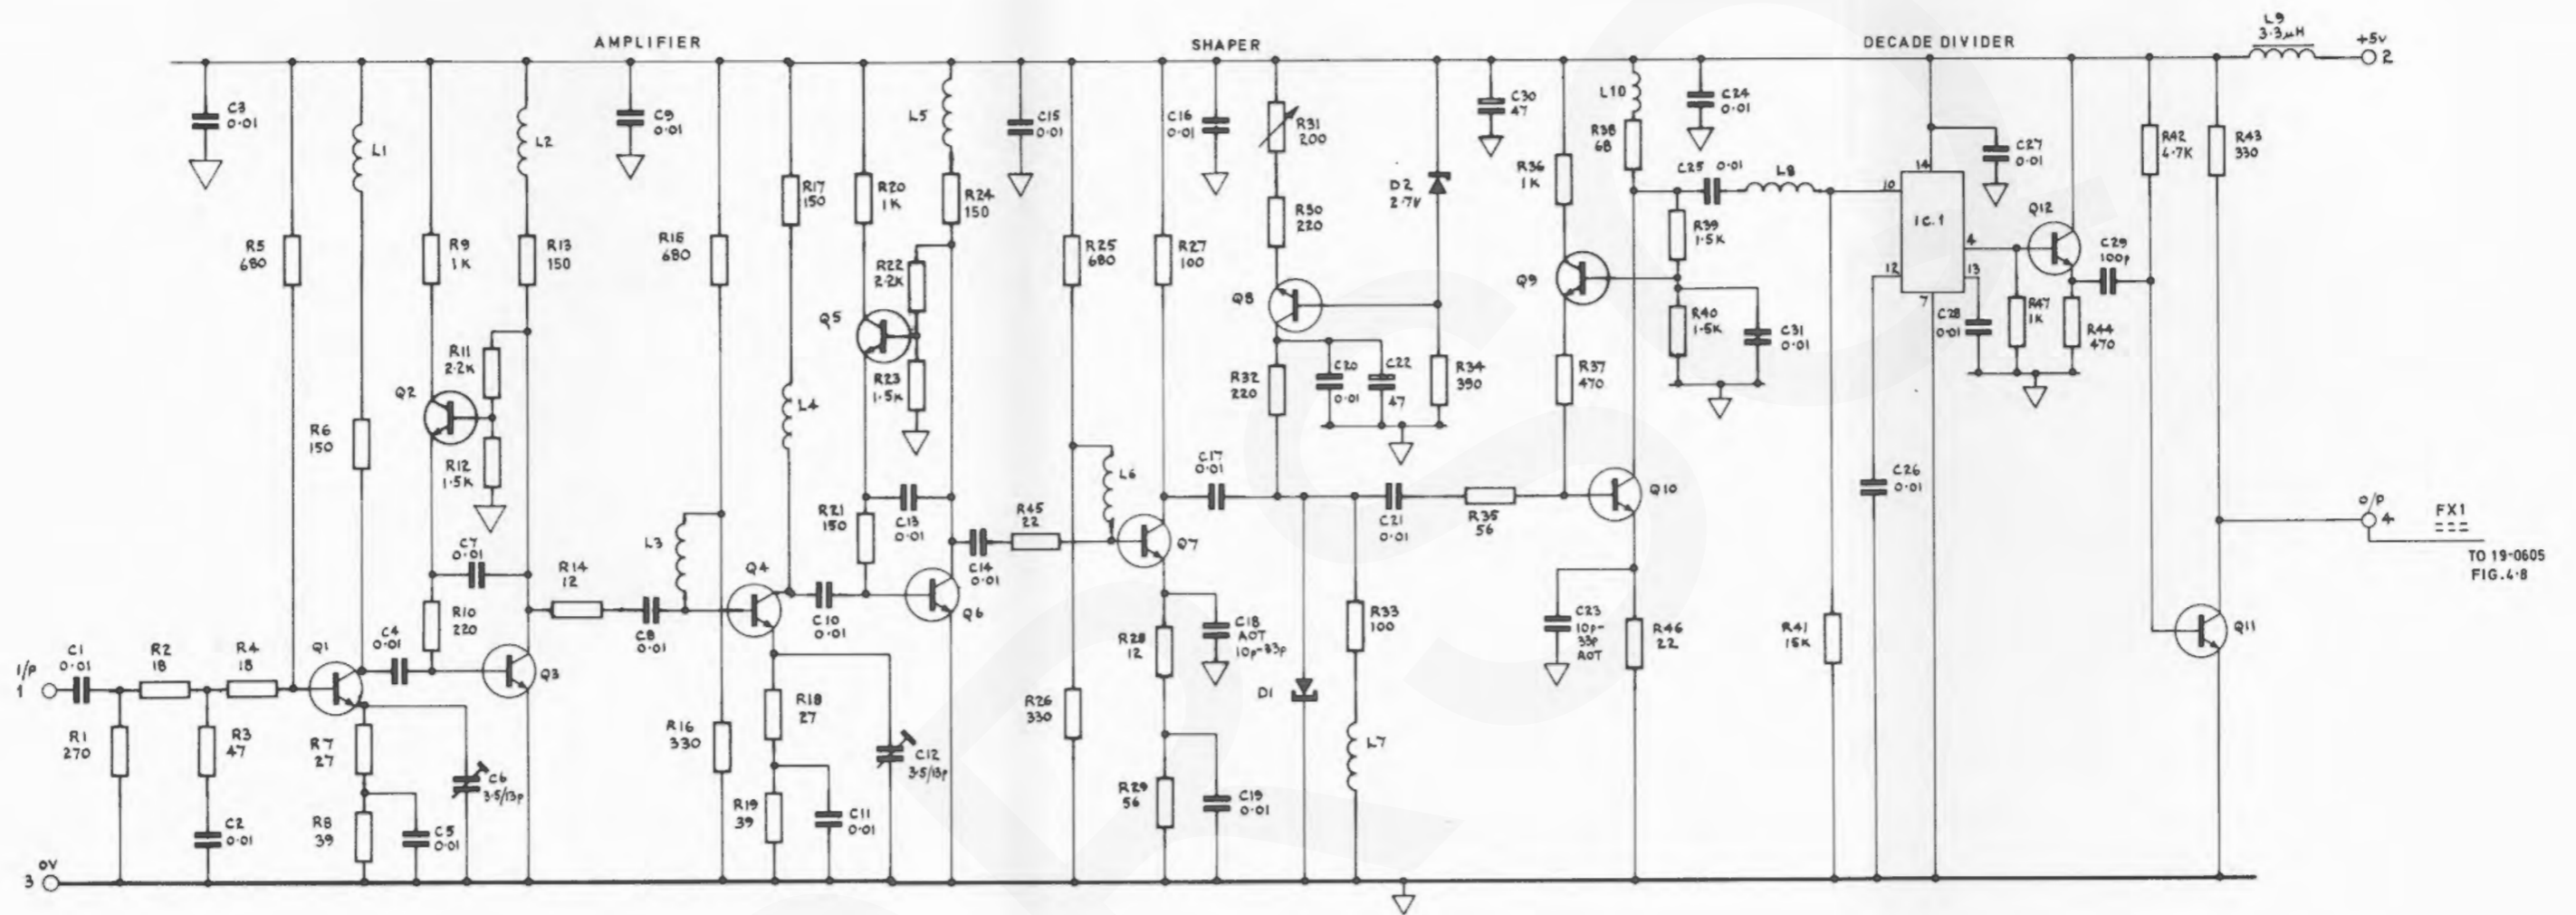 AMPLIFIER
SHAPER
DECADE DIVIDER
L9
3·3µH
+5V
2
C3
0·01
R5
680
L1
R6
150
R9
1K
L2
R13
150
R11
2·2K
Q2
R12
1·5K
C7
0·01
R10
220
C9
0·01
R14
12
C8
0·01
I/P
1
C1
0·01
R2
18
R4
18
Q1
C4
0·01
Q3
R1
270
R3
47
C2
0·01
R7
27
R8
39
C5
0·01
C6
3·5/13p
0V
3
R15
680
R17
150
R20
1K
L5
R24
150
R22
2·2K
Q5
R23
1·5K
L4
L3
R21
150
C13
0·01
Q4
C10
0·01
Q6
C14
0·01
R45
22
R16
330
R18
27
R19
39
C11
0·01
C12
3·5/13p
C15
0·01
R25
680
R27
100
C16
0·01
L6
Q7
R26
330
R28
12
C18
AOT
10p-33p
R29
56
C19
0·01
R31
200
R30
220
Q8
R32
220
C20
0·01
C22
47
D2
2·7V
R34
390
C30
47
C17
0·01
D1
R33
100
L7
C21
0·01
R35
56
R36
1K
Q9
R37
470
L10
R38
68
C24
0·01
C25 0·01
L8
R39
1·5K
R40
1·5K
C31
0·01
Q10
C23
10p-
33p
AOT
R46
22
R41
15K
10
14
IC.1
4
12
13
7
C27
0·01
C26
0·01
C28
0·01
R47
1K
Q12
C29
100p
R44
470
R42
4·7K
R43
330
Q11
O/P
4
FX1
TO 19-0605
FIG.4·8